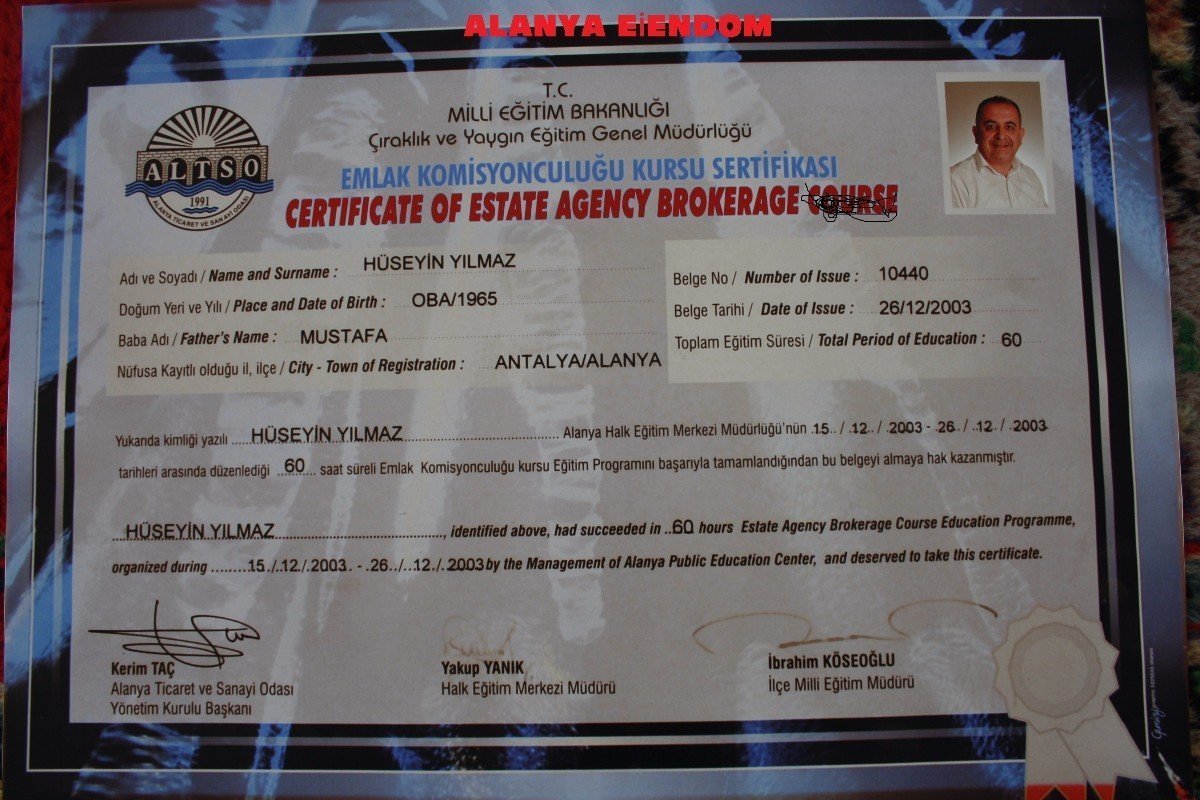 ALANYA EiENDOM
T.C.
MİLLİ EĞİTİM BAKANLIĞI
Çıraklık ve Yaygın Eğitim Genel Müdürlüğü
EMLAK KOMİSYONCULUĞU KURSU SERTİFİKASI
CERTIFICATE OF ESTATE AGENCY BROKERAGE COURSE
ALTSO
1991
ALANYA TİCARET VE SANAYİ ODASI
Adı ve Soyadı / Name and Surname : HÜSEYİN YILMAZ
Doğum Yeri ve Yılı / Place and Date of Birth : OBA/1965
Baba Adı / Father's Name : MUSTAFA
Nüfusa Kayıtlı olduğu il, ilçe / City - Town of Registration : ANTALYA/ALANYA
Belge No / Number of Issue : 10440
Belge Tarihi / Date of Issue : 26/12/2003
Toplam Eğitim Süresi / Total Period of Education : 60
Yukarıda kimliği yazılı ....HÜSEYİN YILMAZ.... Alanya Halk Eğitim Merkezi Müdürlüğü'nün .15../.12../..2003 -.26../.12../..2003
tarihleri arasında düzenlediği ..60... saat süreli Emlak Komisyonculuğu kursu Eğitim Programını başarıyla tamamlandığından bu belgeyi almaya hak kazanmıştır.
...HÜSEYİN YILMAZ...., identified above, had succeeded in ..60 hours Estate Agency Brokerage Course Education Programme,
organized during ........15./.12./.2003. -.26../..12./..2003 by the Management of Alanya Public Education Center, and deserved to take this certificate.
Kerim TAÇ
Alanya Ticaret ve Sanayi Odası
Yönetim Kurulu Başkanı
Yakup YANIK
Halk Eğitim Merkezi Müdürü
İbrahim KÖSEOĞLU
İlçe Milli Eğitim Müdürü